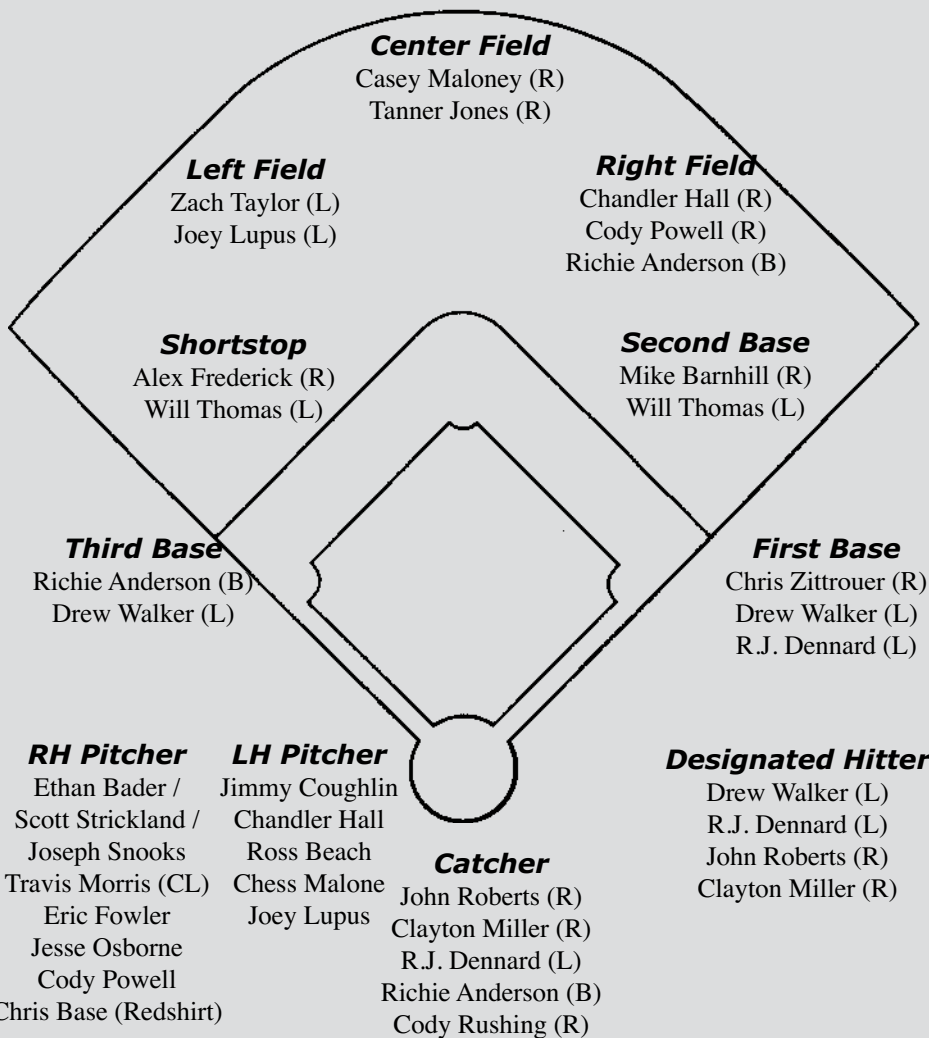 Center Field
Casey Maloney (R)
Tanner Jones (R)
Left Field
Zach Taylor (L)
Joey Lupus (L)
Right Field
Chandler Hall (R)
Cody Powell (R)
Richie Anderson (B)
Shortstop
Alex Frederick (R)
Will Thomas (L)
Second Base
Mike Barnhill (R)
Will Thomas (L)
Third Base
Richie Anderson (B)
Drew Walker (L)
First Base
Chris Zittrouer (R)
Drew Walker (L)
R.J. Dennard (L)
RH Pitcher
Ethan Bader /
Scott Strickland /
Joseph Snooks
Travis Morris (CL)
Eric Fowler
Jesse Osborne
Cody Powell
Chris Base (Redshirt)
LH Pitcher
Jimmy Coughlin
Chandler Hall
Ross Beach
Chess Malone
Joey Lupus
Catcher
John Roberts (R)
Clayton Miller (R)
R.J. Dennard (L)
Richie Anderson (B)
Cody Rushing (R)
Designated Hitter
Drew Walker (L)
R.J. Dennard (L)
John Roberts (R)
Clayton Miller (R)